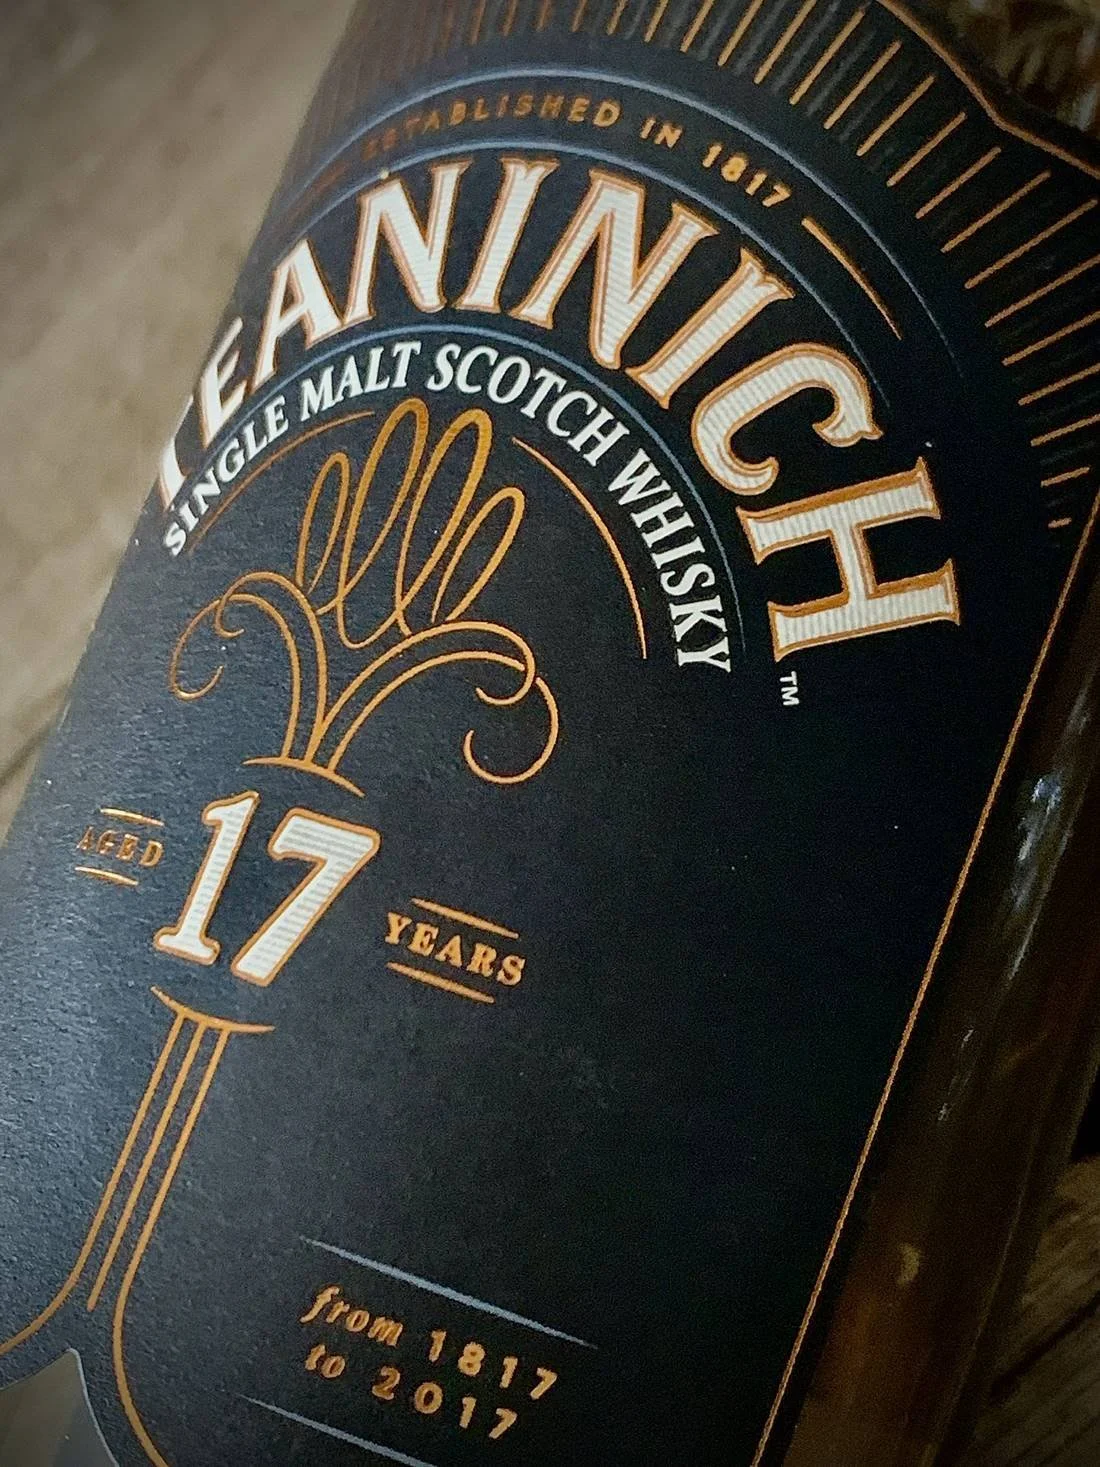 ESTABLISHED IN 1817
TEANINICH
TM
SINGLE MALT SCOTCH WHISKY
AGED
17
YEARS
from 1817
to 2017